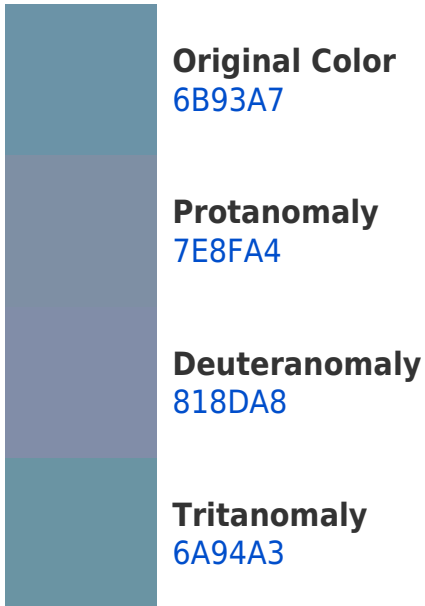 Original Color
6B93A7
Protanomaly
7E8FA4
Deuteranomaly
818DA8
Tritanomaly
6A94A3